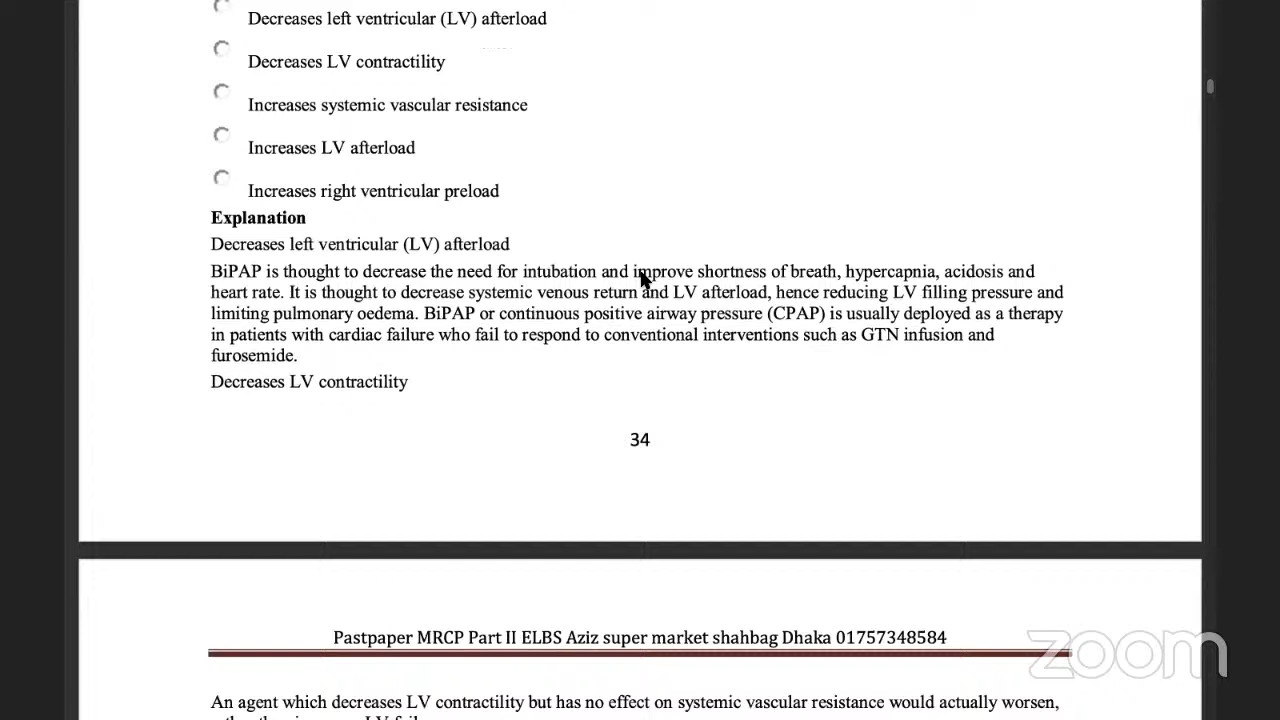 Decreases left ventricular (LV) afterload
Decreases LV contractility
Increases systemic vascular resistance
Increases LV afterload
Increases right ventricular preload
Explanation
Decreases left ventricular (LV) afterload
BiPAP is thought to decrease the need for intubation and improve shortness of breath, hypercapnia, acidosis and
heart rate. It is thought to decrease systemic venous return and LV afterload, hence reducing LV filling pressure and
limiting pulmonary oedema. BiPAP or continuous positive airway pressure (CPAP) is usually deployed as a therapy
in patients with cardiac failure who fail to respond to conventional interventions such as GTN infusion and
furosemide.
Decreases LV contractility
34
Pastpaper MRCP Part II ELBS Aziz super market shahbag Dhaka 01757348584
zoom
An agent which decreases LV contractility but has no effect on systemic vascular resistance would actually worsen,